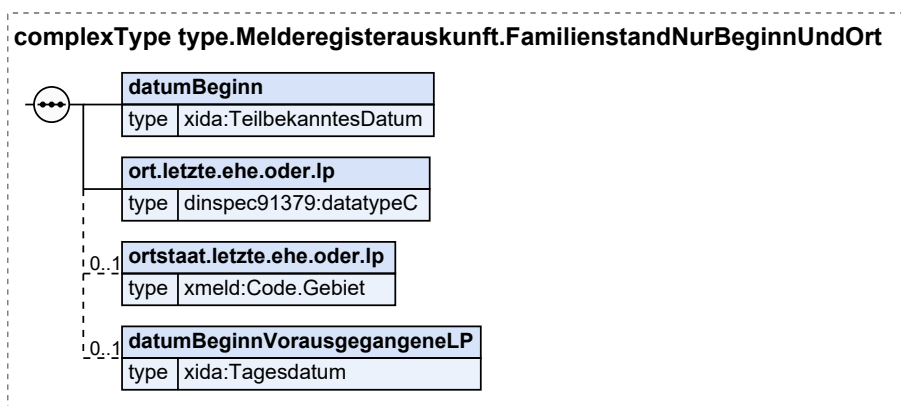 complexType type.Melderegisterauskunft.FamilienstandNurBeginnUndOrt
datumBeginn
type xida:TeilbekanntesDatum
ort.letzte.ehe.oder.lp
type dinspec91379:datatypeC
0..1 ortstaat.letzte.ehe.oder.lp
type xmeld:Code.Gebiet
0..1 datumBeginnVorausgegangeneLP
type xida:Tagesdatum